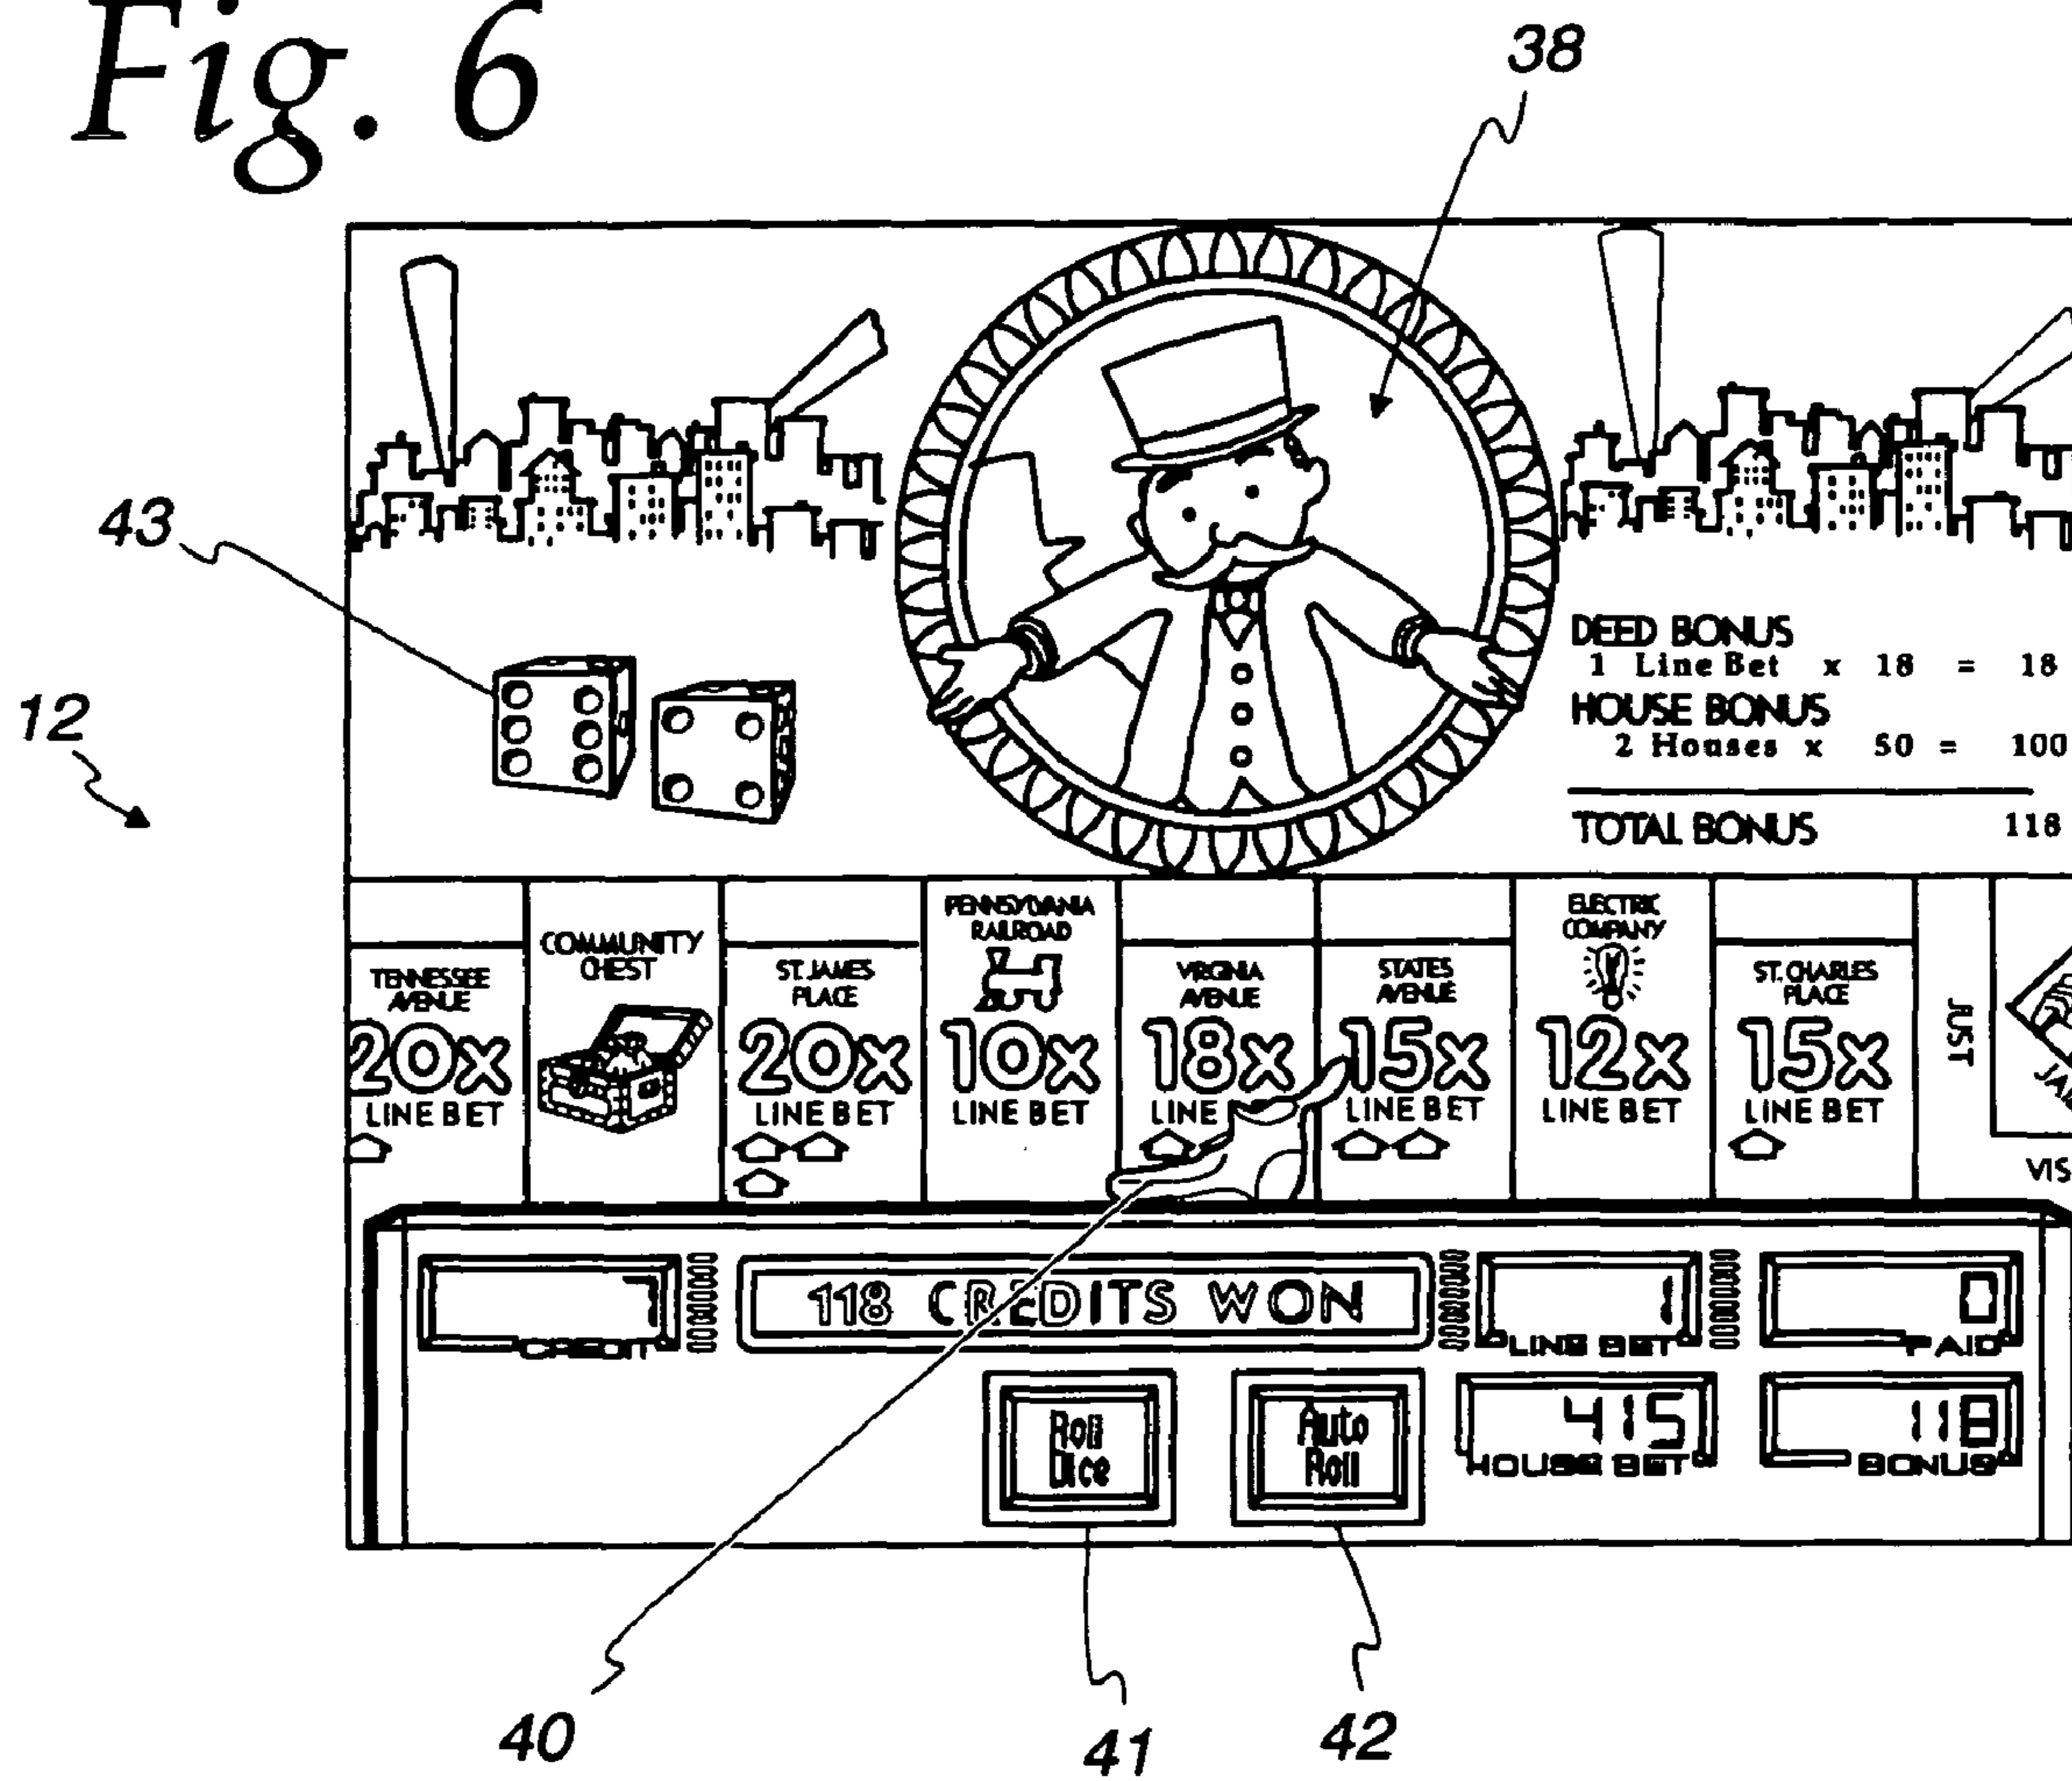 Fig. 6
38
43
12
DEED BONUS
1 Line Bet x 18 = 18
HOUSE BONUS
2 Houses x 50 = 100
TOTAL BONUS 118
TENNESSEE
AVENUE
20x
LINE BET
COMMUNITY
CHEST
ST. JAMES
PLACE
20x
LINE BET
PENNSYLVANIA
RAILROAD
10x
LINE BET
VIRGINIA
AVENUE
18x
LINE
STATES
AVENUE
15x
LINE BET
ELECTRIC
COMPANY
12x
LINE BET
ST. CHARLES
PLACE
15x
LINE BET
JUST
VIS
118 CREDITS WON
CREDIT
1
LINE BET
0
PAID
Roll
Dice
Auto
Roll
415
HOUSE BET
118
BONUS
40
41
42